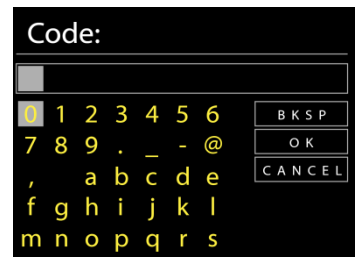 Code:
0 1 2 3 4 5 6
BKSP
7 8 9 . _ - @
OK
, a b c d e
CANCEL
f g h i j k l
m n o p q r s